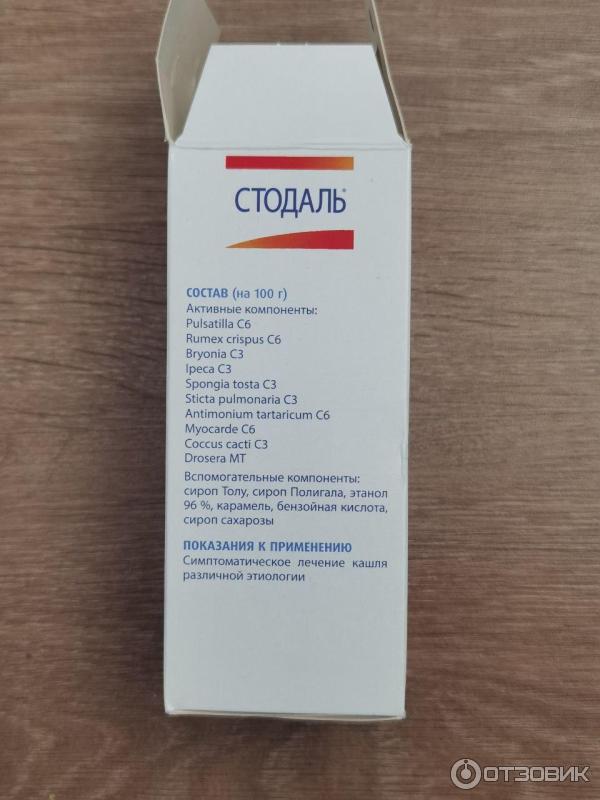 СТОДАЛЬ®
СОСТАВ (на 100 г)
Активные компоненты:
Pulsatilla C6
Rumex crispus C6
Bryonia C3
Ipeca C3
Spongia tosta C3
Sticta pulmonaria C3
Antimonium tartaricum C6
Myocarde C6
Coccus cacti C3
Drosera MT
Вспомогательные компоненты:
сироп Толу, сироп Полигала, этанол
96 %, карамель, бензойная кислота,
сироп сахарозы
ПОКАЗАНИЯ К ПРИМЕНЕНИЮ
Симптоматическое лечение кашля
различной этиологии
ОТЗОВИК